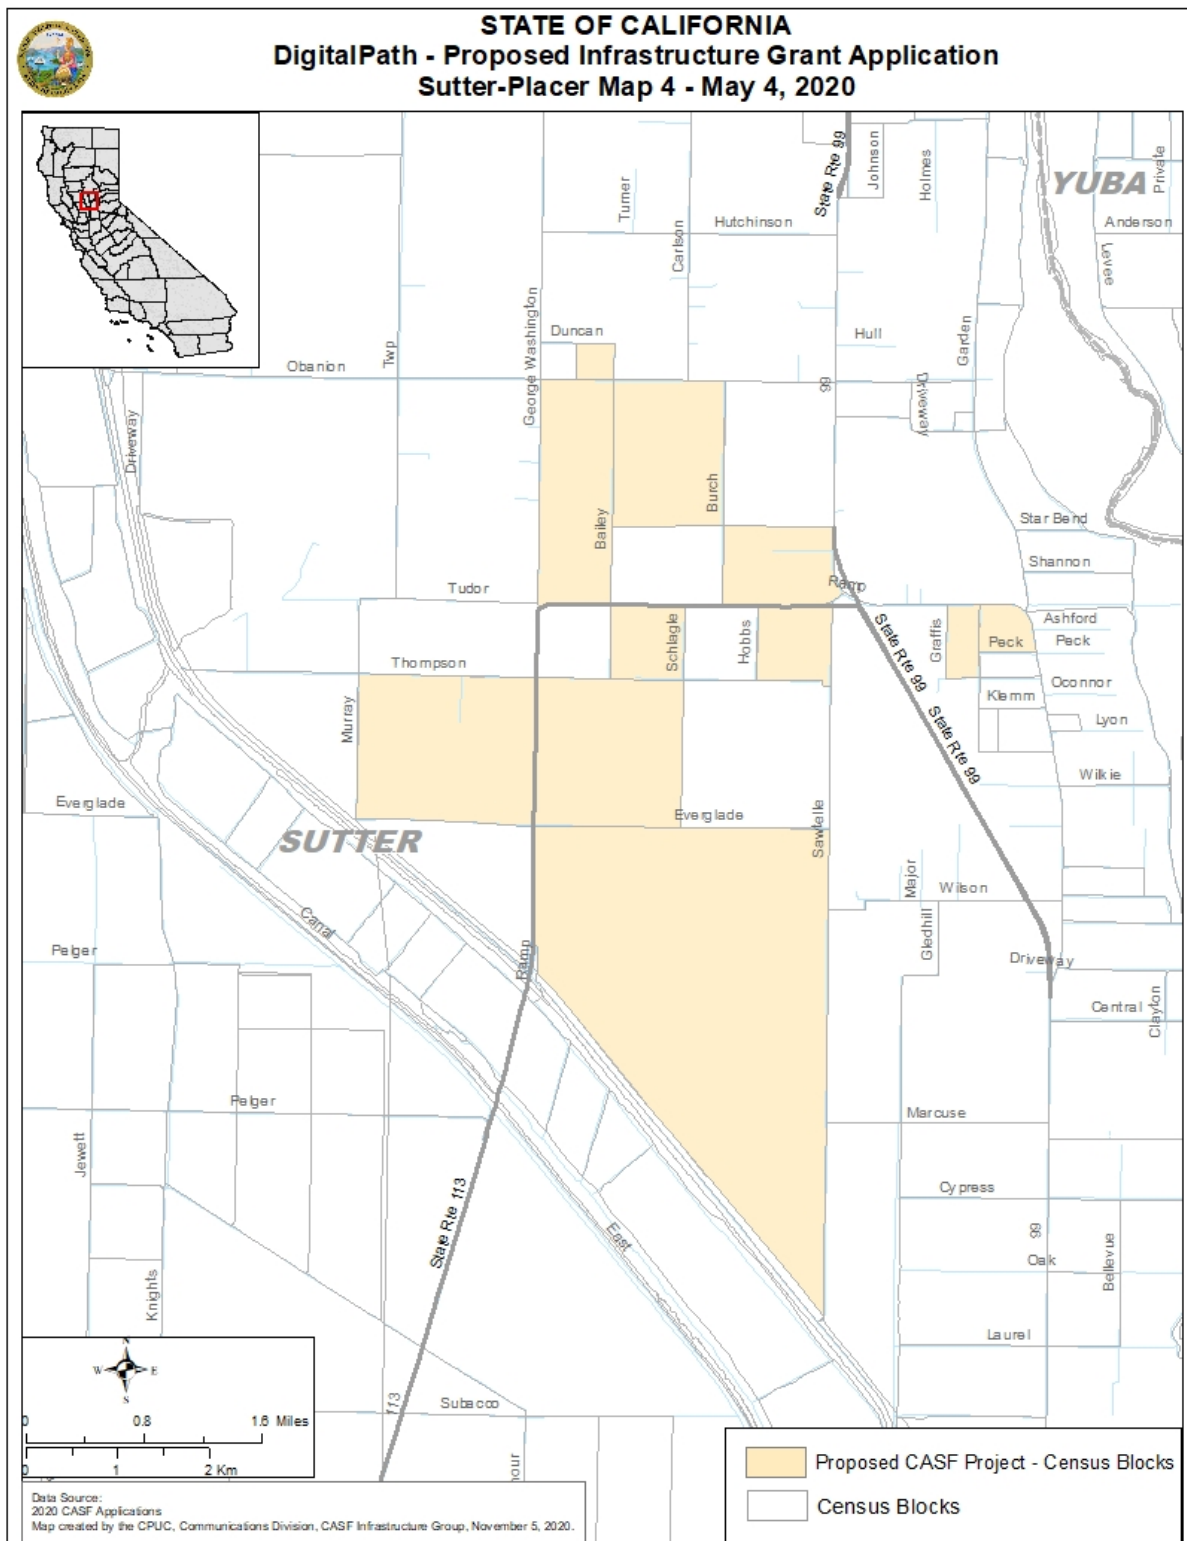 STATE OF CALIFORNIA
DigitalPath - Proposed Infrastructure Grant Application
Sutter-Placer Map 4 - May 4, 2020
State Rte 99
Johnson
Holmes
YUBA
Private
Turner
Carlson
Hutchinson
Anderson
Levee
George Washington
Duncan
Twp
Obanion
Hull
Garden
99
Driveway
Driveway
Burch
Bailey
Star Bend
Shannon
Tudor
Ramp
Schlagle
Hobbs
State Rte 99
Graffis
Peck
Ashford
Peck
Thompson
Murray
Klemm
Oconnor
Lyon
State Rte 99
Wilkie
Everglade
Everglade
SUTTER
Sawtelle
Major
Wilson
Canal
Gledhill
Pelger
Ramp
Driveway
Central
Clayton
Pelger
Marcuse
Jewett
State Rte 113
Cypress
East
99
Oak
Bellevue
Knights
Laurel
N
W E
S
113
Subacco
0 0.8 1.6 Miles
0 1 2 Km
Proposed CASF Project - Census Blocks
Census Blocks
Data Source:
2020 CASF Applications
Map created by the CPUC, Communications Division, CASF Infrastructure Group, November 5, 2020.